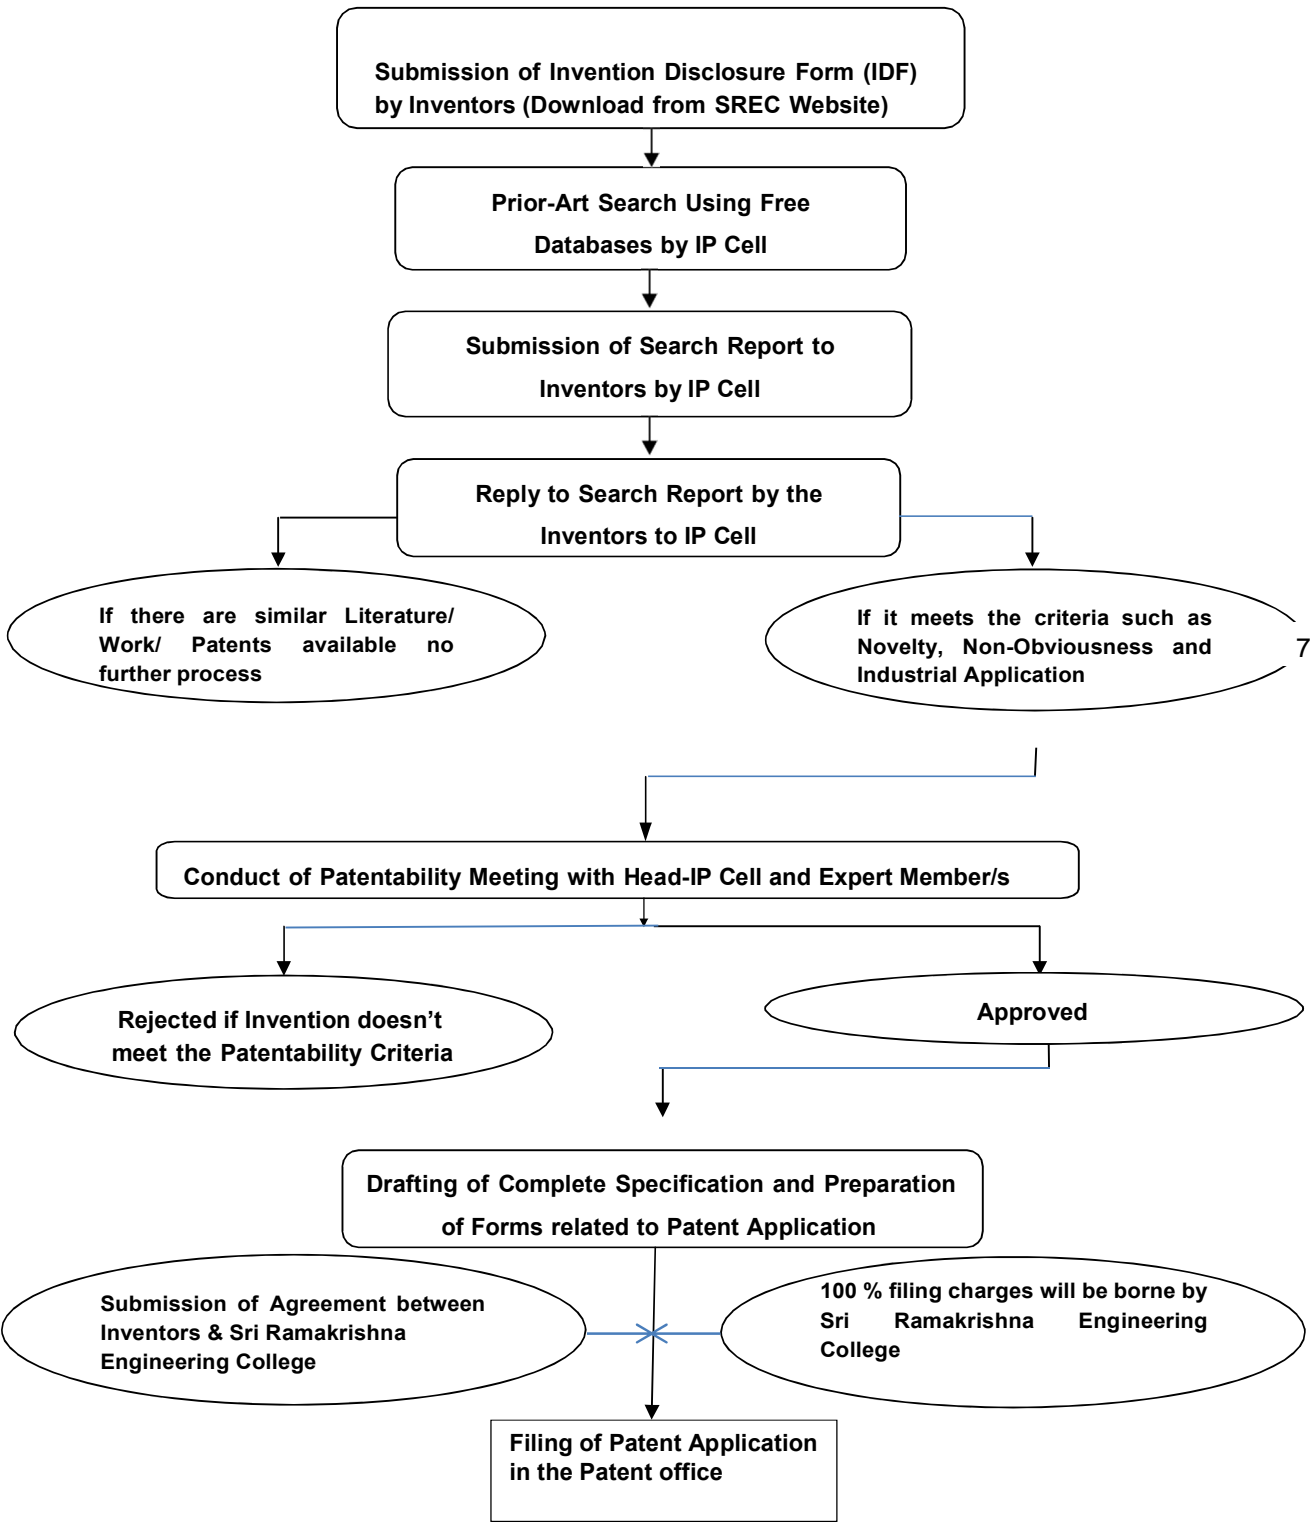 Submission of Invention Disclosure Form (IDF)
by Inventors (Download from SREC Website)
Prior-Art Search Using Free
Databases by IP Cell
Submission of Search Report to
Inventors by IP Cell
Reply to Search Report by the
Inventors to IP Cell
If there are similar Literature/
Work/ Patents available no
further process
If it meets the criteria such as
Novelty, Non-Obviousness and
Industrial Application
7
Conduct of Patentability Meeting with Head-IP Cell and Expert Member/s
Rejected if Invention doesn’t
meet the Patentability Criteria
Approved
Drafting of Complete Specification and Preparation
of Forms related to Patent Application
Submission of Agreement between
Inventors & Sri Ramakrishna
Engineering College
100 % filing charges will be borne by
Sri Ramakrishna Engineering
College
Filing of Patent Application
in the Patent office